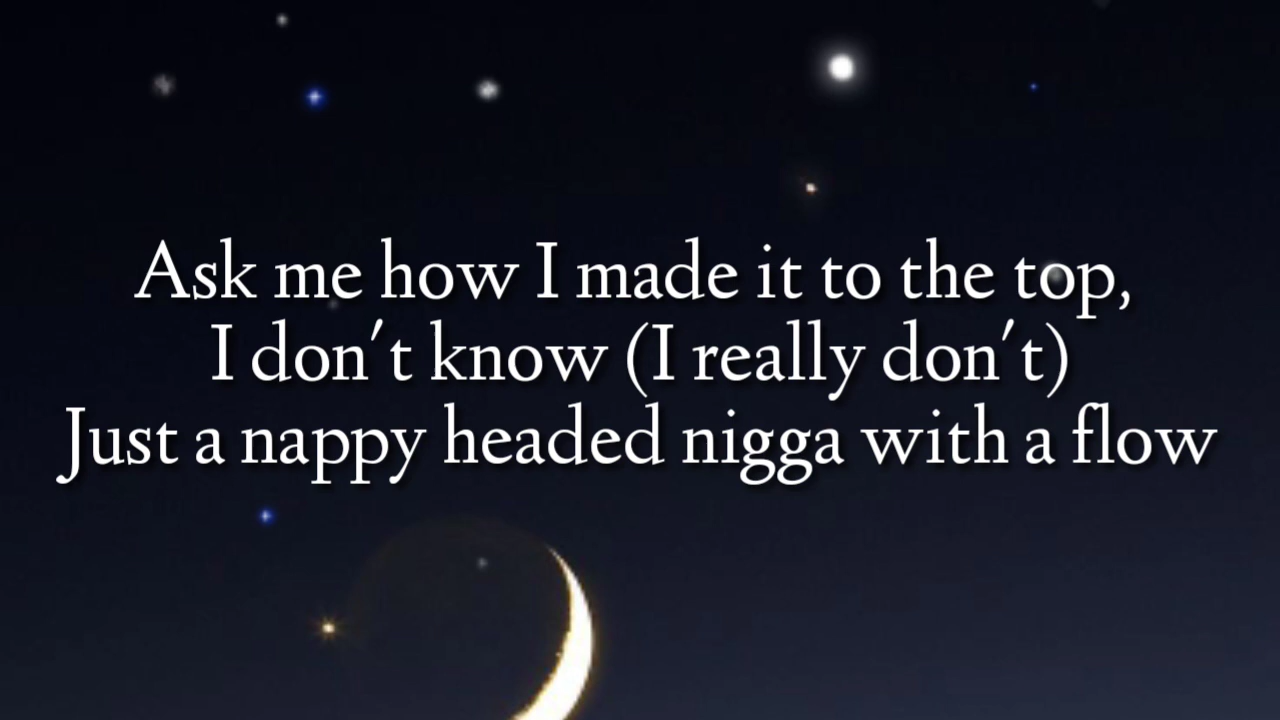 Ask me how I made it to the top,
I don't know (I really don't)
Just a nappy headed nigga with a flow